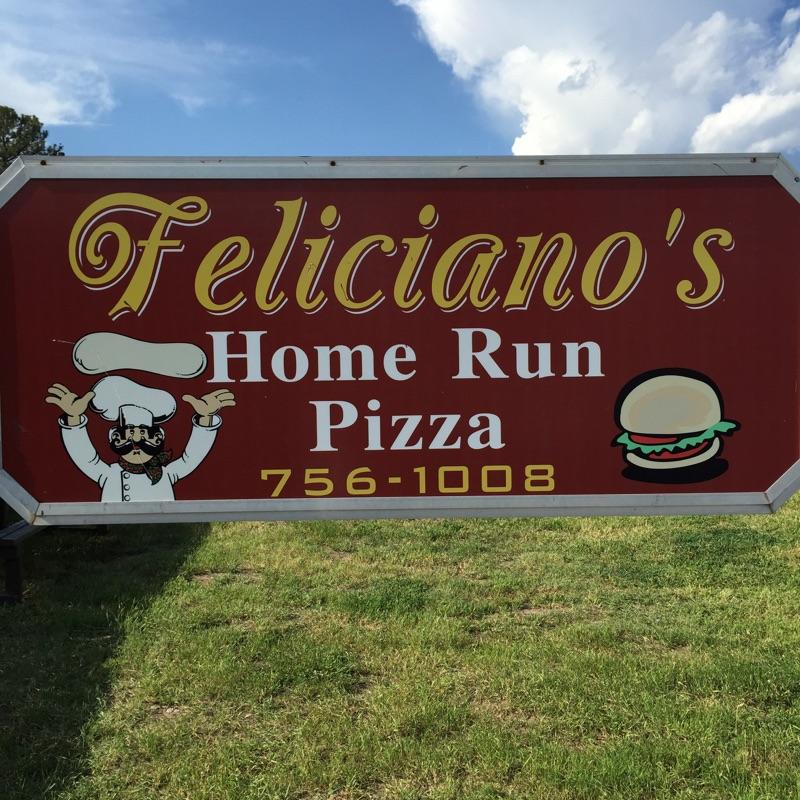 Feliciano's
Home Run
Pizza
756-1008